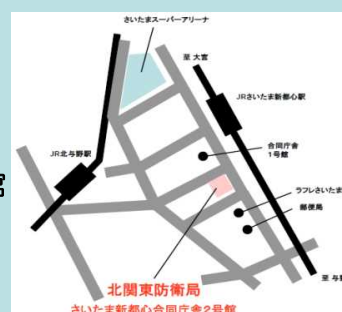 さいたまスーパーアリーナ
至 大宮
JRさいたま新都心駅
JR北与野駅
合同庁舎
1号館
ラフレさいたま
郵便局
至 与野
北関東防衛局
さいたま新都心合同庁舎2号館